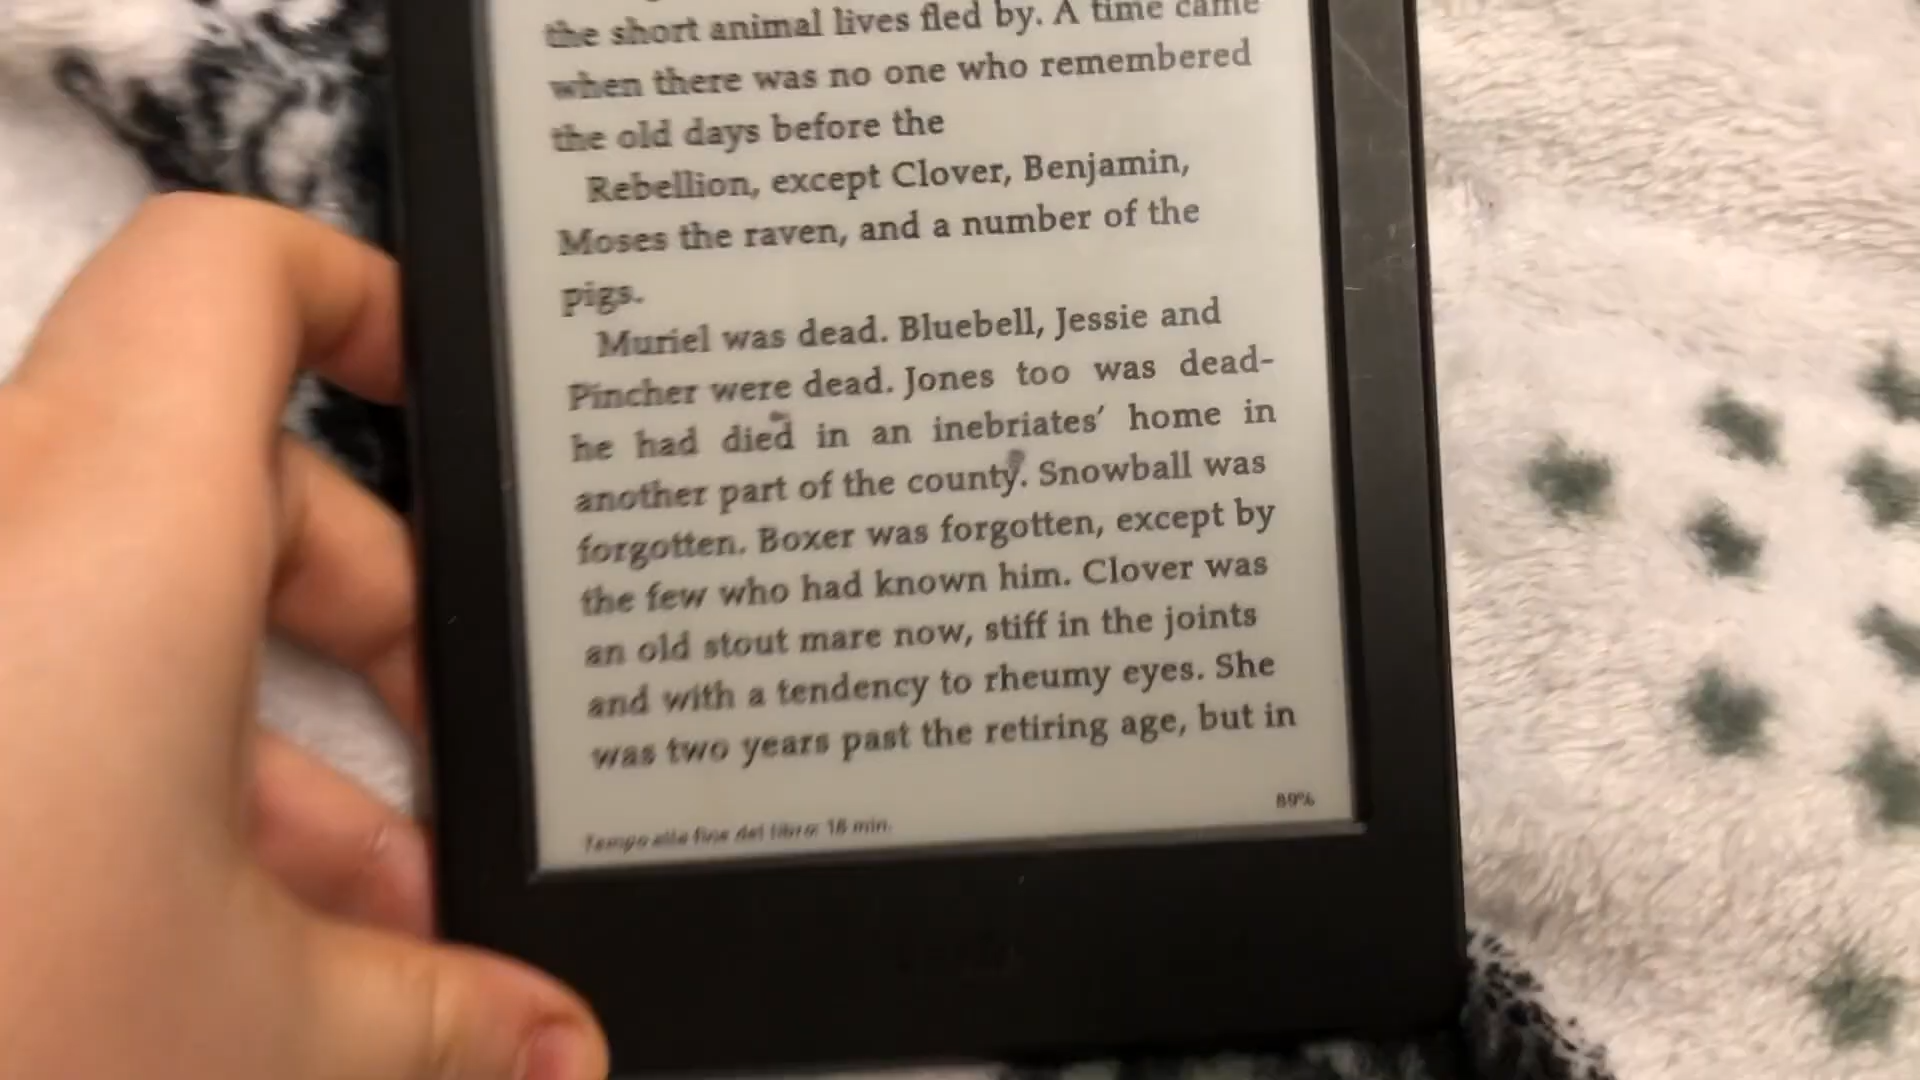 the short animal lives fled by. A time came
when there was no one who remembered
the old days before the
Rebellion, except Clover, Benjamin,
Moses the raven, and a number of the
pigs.
Muriel was dead. Bluebell, Jessie and
Pincher were dead. Jones too was dead-
he had died in an inebriates’ home in
another part of the county. Snowball was
forgotten. Boxer was forgotten, except by
the few who had known him. Clover was
an old stout mare now, stiff in the joints
and with a tendency to rheumy eyes. She
was two years past the retiring age, but in
89%
Tempo alla fine del libro: 18 min.